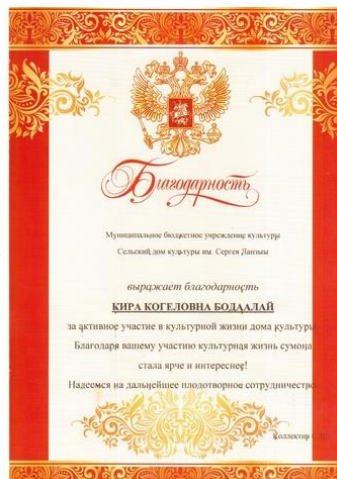 Благодарность
Муниципальное бюджетное учреждение культуры
Сельский дом культуры им. Сергея Ланзыы
выражает благодарность
КИРА КОГЕЛОВНА БОДААЛАЙ
за активное участие в культурной жизни дома культуры
Благодаря вашему участию культурная жизнь сумона
стала ярче и интереснее!
Надеемся на дальнейшее плодотворное сотрудничество
Коллектив